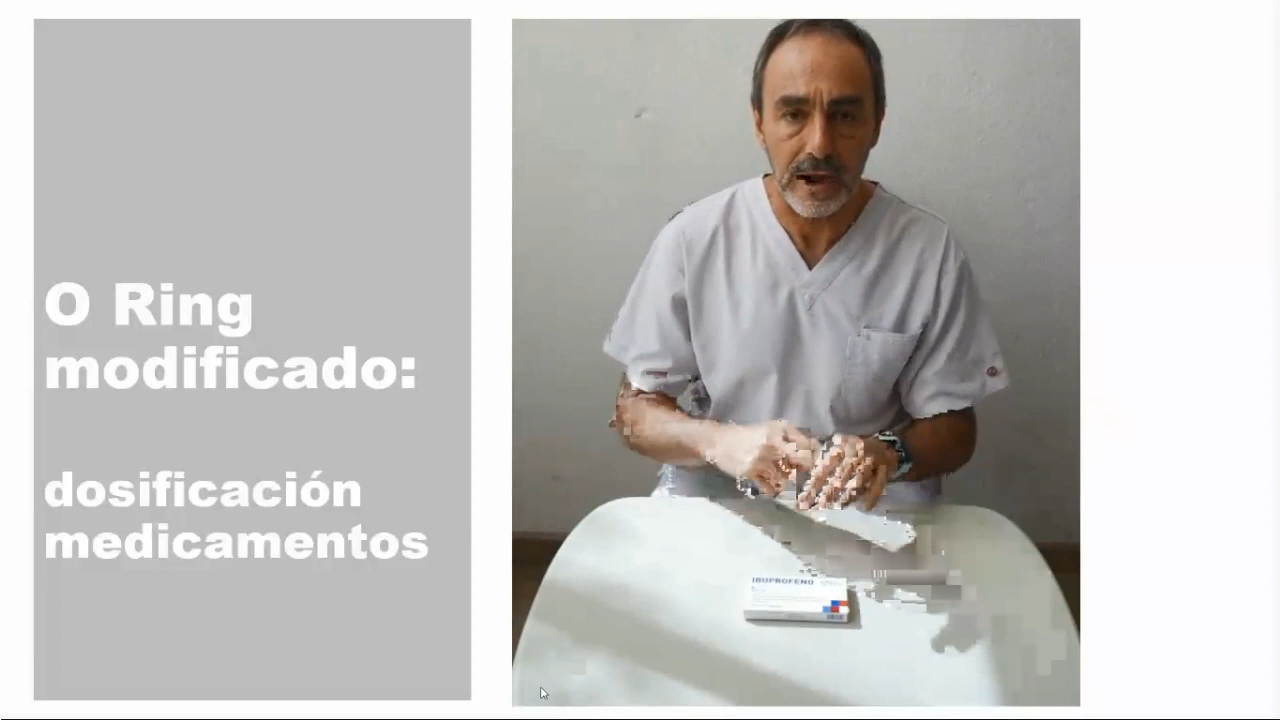 O Ring
modificado:
dosificación
medicamentos
IBUPROFENO